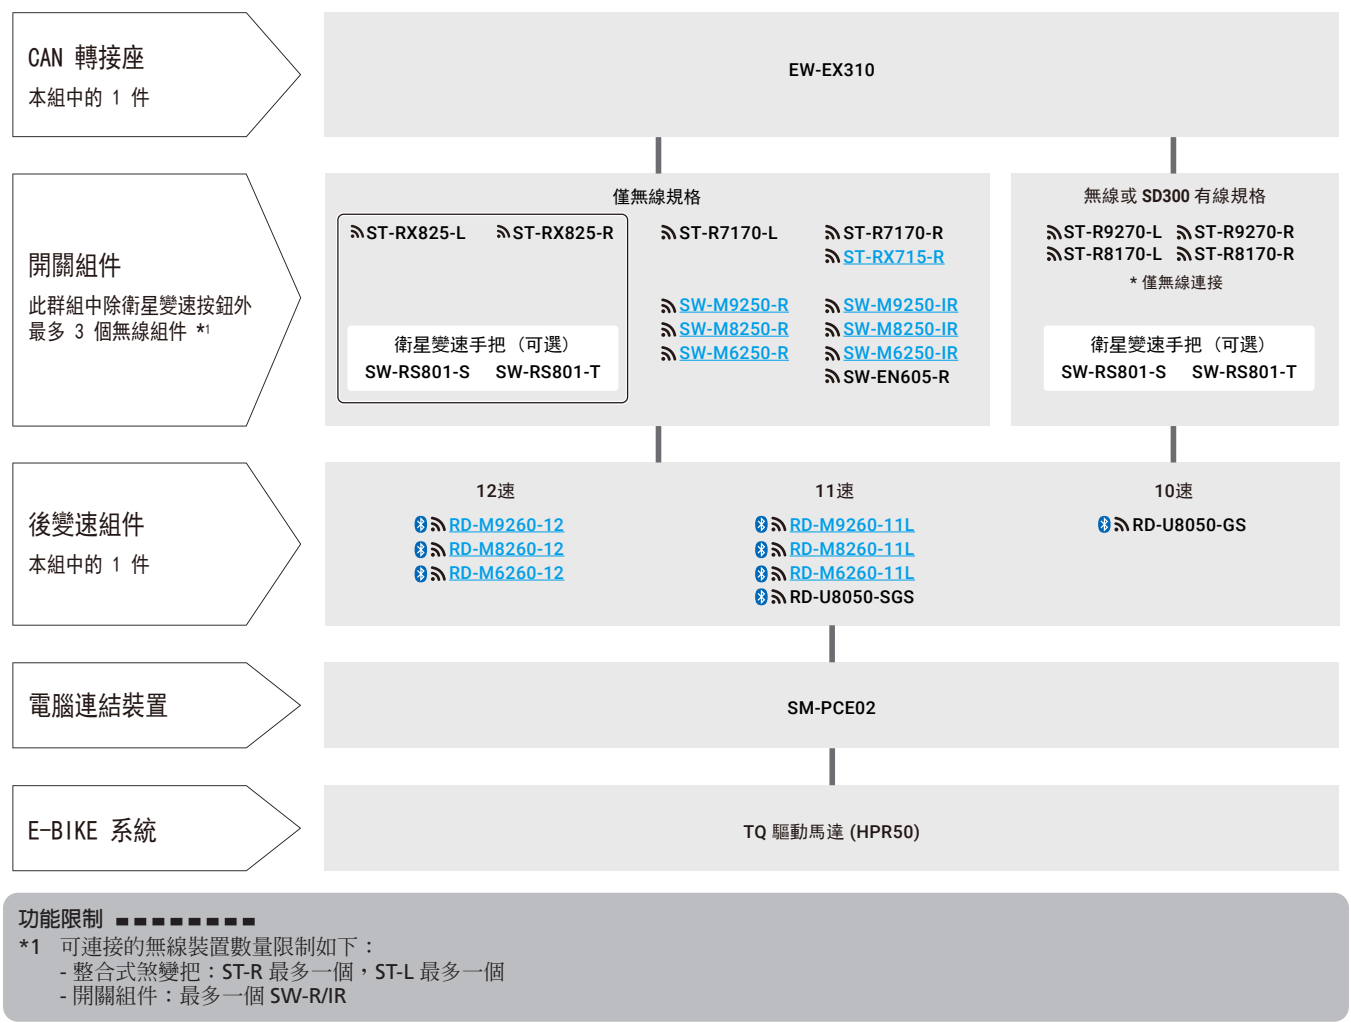 CAN 轉接座
本組中的 1 件
EW-EX310
開關組件
此群組中除衛星變速按鈕外
最多 3 個無線組件 *1
僅無線規格
ST-RX825-L ST-RX825-R ST-R7170-L ST-R7170-R
ST-RX715-R
SW-M9250-R SW-M9250-IR
SW-M8250-R SW-M8250-IR
SW-M6250-R SW-M6250-IR
SW-EN605-R
衛星變速手把（可選）
SW-RS801-S SW-RS801-T
無線或 SD300 有線規格
ST-R9270-L ST-R9270-R
ST-R8170-L ST-R8170-R
* 僅無線連接
衛星變速手把（可選）
SW-RS801-S SW-RS801-T
後變速組件
本組中的 1 件
12速
RD-M9260-12
RD-M8260-12
RD-M6260-12
11速
RD-M9260-11L
RD-M8260-11L
RD-M6260-11L
RD-U8050-SGS
10速
RD-U8050-GS
電腦連結裝置
SM-PCE02
E-BIKE 系統
TQ 驅動馬達 (HPR50)
功能限制
*1 可連接的無線裝置數量限制如下：
- 整合式煞變把：ST-R 最多一個，ST-L 最多一個
- 開關組件：最多一個 SW-R/IR